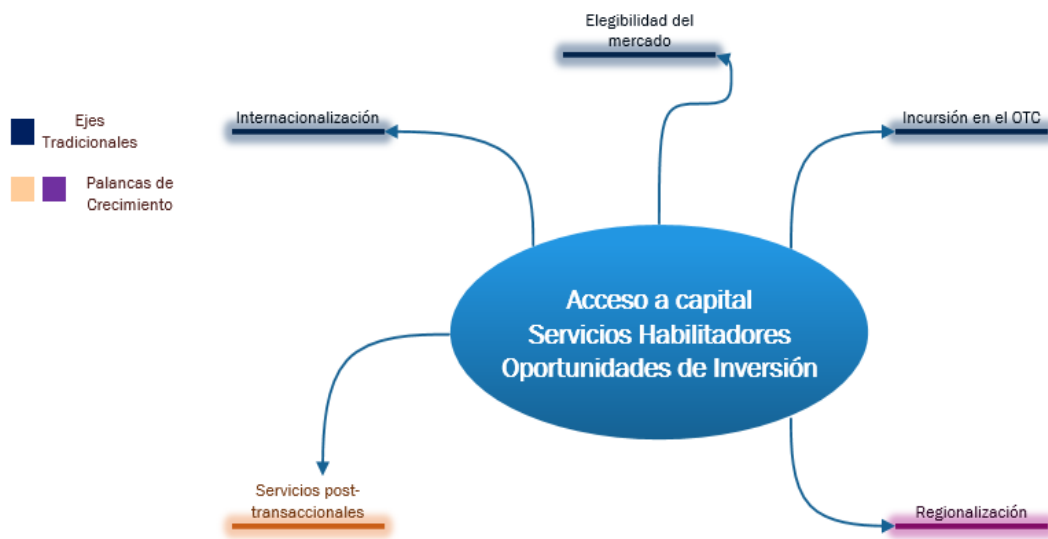 Elegibilidad del
mercado
Internacionalización
Incursión en el OTC
Ejes
Tradicionales
Palancas de
Crecimiento
Acceso a capital
Servicios Habilitadores
Oportunidades de Inversión
Servicios post-
transaccionales
Regionalización